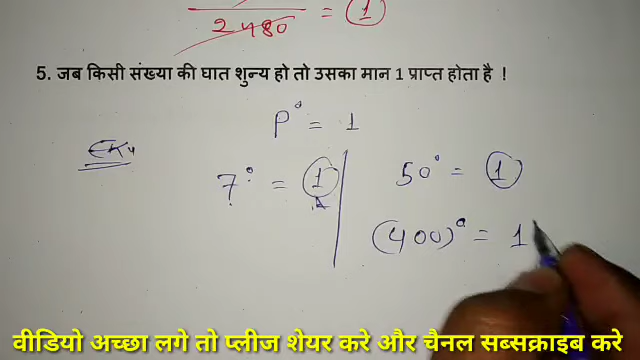 2480 = 1
5. जब किसी संख्या की घात शुन्य हो तो उसका मान 1 प्राप्त होता है !
p⁰ = 1
Ex,
7⁰ = 1
50⁰ = 1
(400)⁰ = 1
वीडियो अच्छा लगे तो प्लीज शेयर करे और चैनल सब्सक्राइब करे